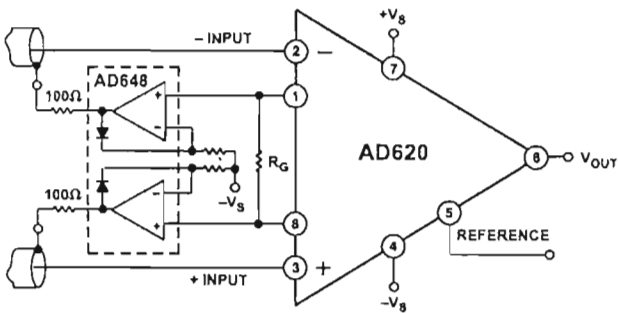 +VS
− INPUT
2
−
7
AD648
100Ω
+
−
1
AD620
RG
6
VOUT
−VS
100Ω
−
+
8
5
REFERENCE
4
3
+
+ INPUT
−VS